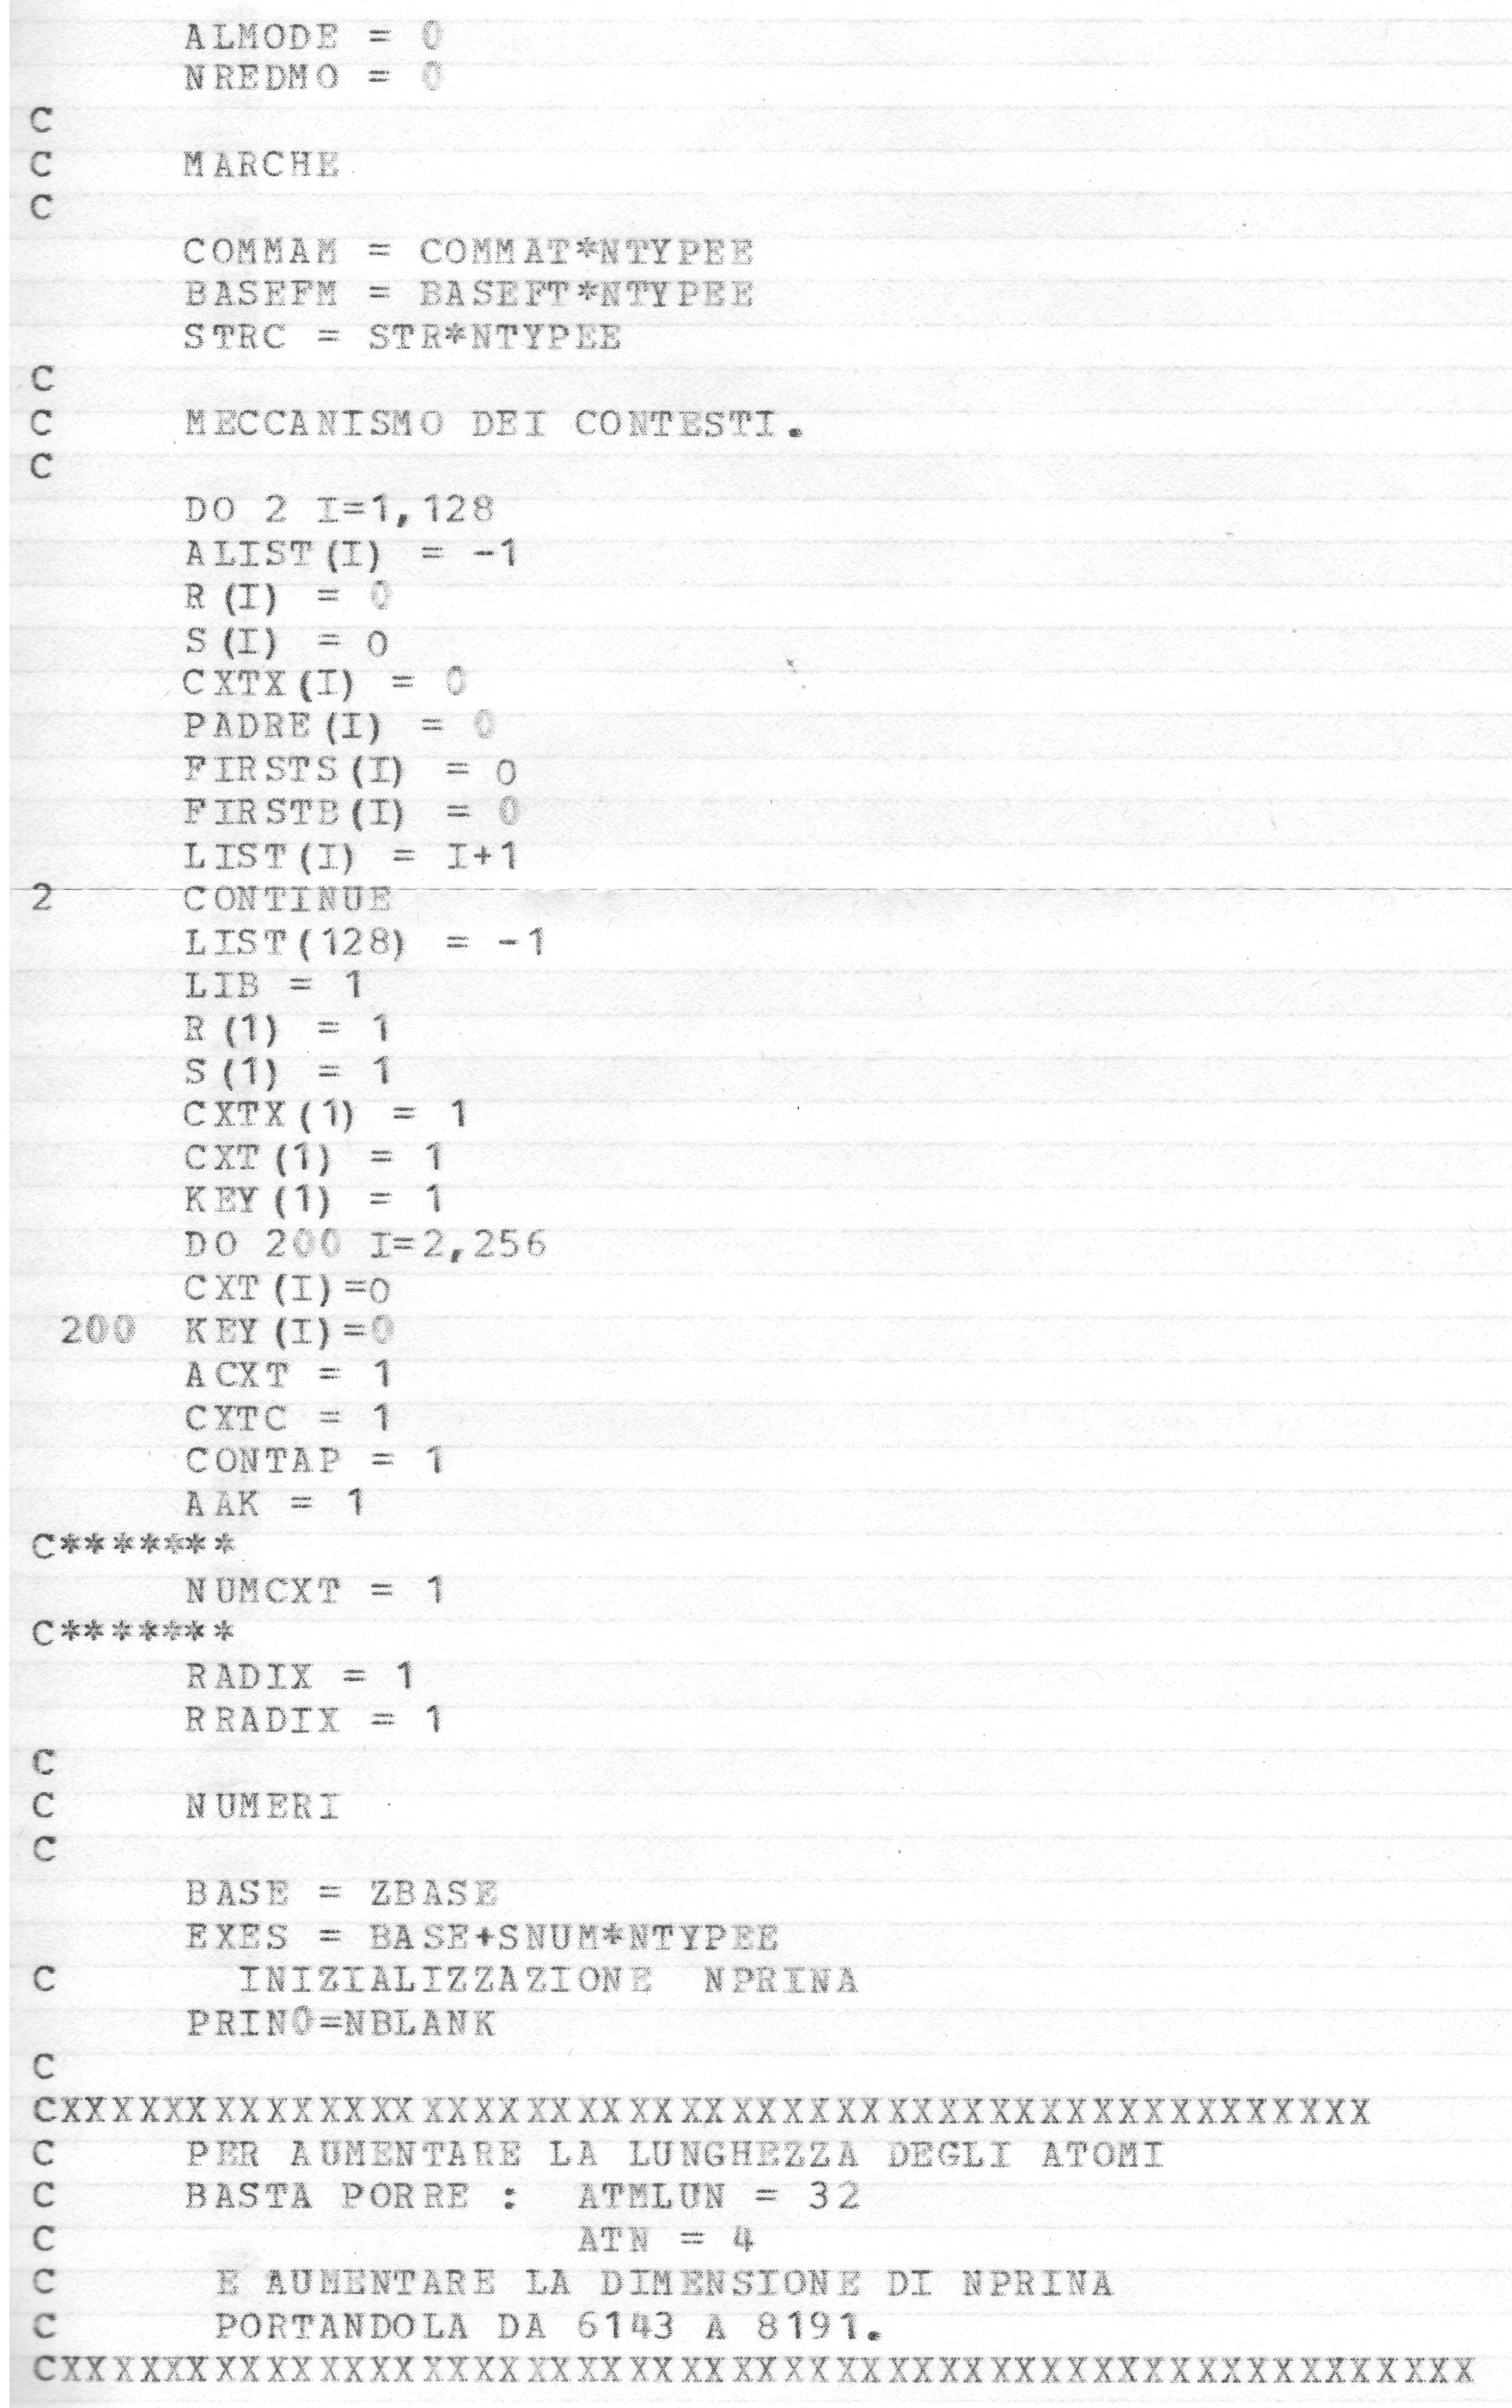 ALMODE = 0
      NREDMO = 0
C
C     MARCHE
C
      COMMAM = COMMAT*NTYPEE
      BASEFM = BASEFT*NTYPEE
      STRC = STR*NTYPEE
C
C     MECCANISMO DEI CONTESTI.
C
      DO 2 I=1,128
      ALIST(I) = -1
      R(I) = 0
      S(I) = 0
      CXTX(I) = 0
      PADRE(I) = 0
      FIRSTS(I) = 0
      FIRSTB(I) = 0
      LIST(I) = I+1
2     CONTINUE
      LIST(128) = -1
      LIB = 1
      R(1) = 1
      S(1) = 1
      CXTX(1) = 1
      CXT(1) = 1
      KEY(1) = 1
      DO 200 I=2,256
      CXT(I)=0
 200  KEY(I)=0
      ACXT = 1
      CXTC = 1
      CONTAP = 1
      AAK = 1
C*******
      NUMCXT = 1
C*******
      RADIX = 1
      RRADIX = 1
C
C     NUMERI
C
      BASE = ZBASE
      EXES = BASE+SNUM*NTYPEE
C       INIZIALIZZAZIONE  NPRINA
      PRIN0=NBLANK
C
CXXXXXXXXXXXXXXXXXXXXXXXXXXXXXXXXXXXXXXXXXXXXXXXXXXX
C     PER AUMENTARE LA LUNGHEZZA DEGLI ATOMI
C     BASTA PORRE :  ATMLUN = 32
C                    ATN = 4
C      E AUMENTARE LA DIMENSIONE DI NPRINA
C      PORTANDOLA DA 6143 A 8191.
CXXXXXXXXXXXXXXXXXXXXXXXXXXXXXXXXXXXXXXXXXXXXXXXXXXXXXXX